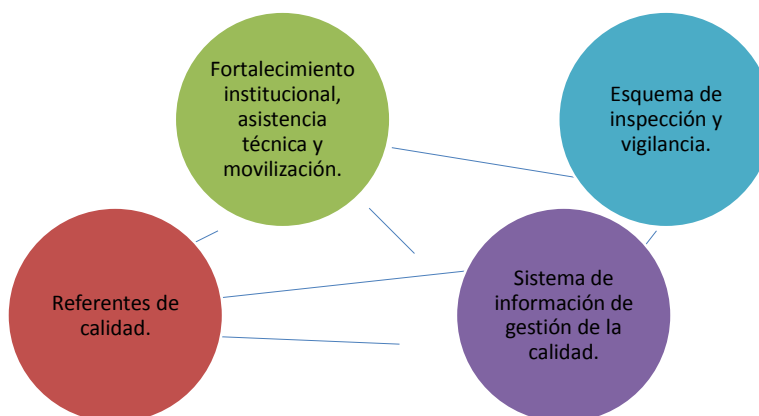 Fortalecimiento
institucional,
asistencia
técnica y
movilización.
Esquema de
inspección y
vigilancia.
Referentes de
calidad.
Sistema de
información de
gestión de la
calidad.